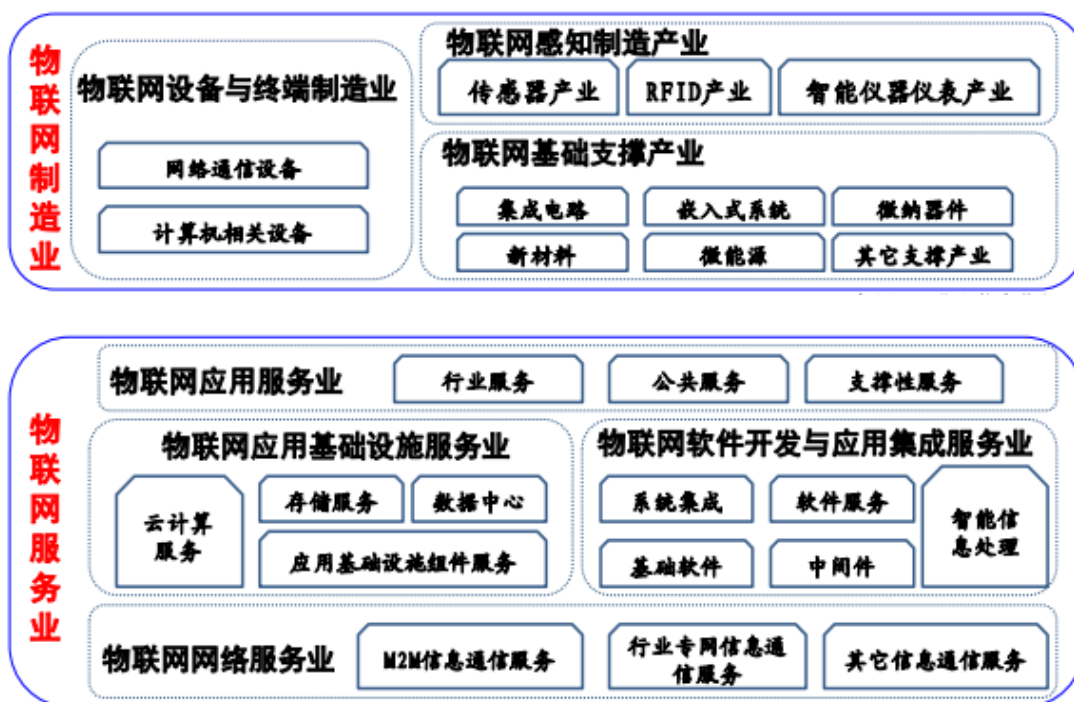 物联网制造业
物联网设备与终端制造业
网络通信设备
计算机相关设备
物联网感知制造产业
传感器产业
RFID产业
智能仪器仪表产业
物联网基础支撑产业
集成电路
嵌入式系统
微纳器件
新材料
微能源
其它支撑产业
物联网服务业
物联网应用服务业
行业服务
公共服务
支撑性服务
物联网应用基础设施服务业
云计算
服务
存储服务
数据中心
应用基础设施组件服务
物联网软件开发与应用集成服务业
系统集成
软件服务
基础软件
中间件
智能信
息处理
物联网网络服务业
M2M信息通信服务
行业专网信息通
信服务
其它信息通信服务